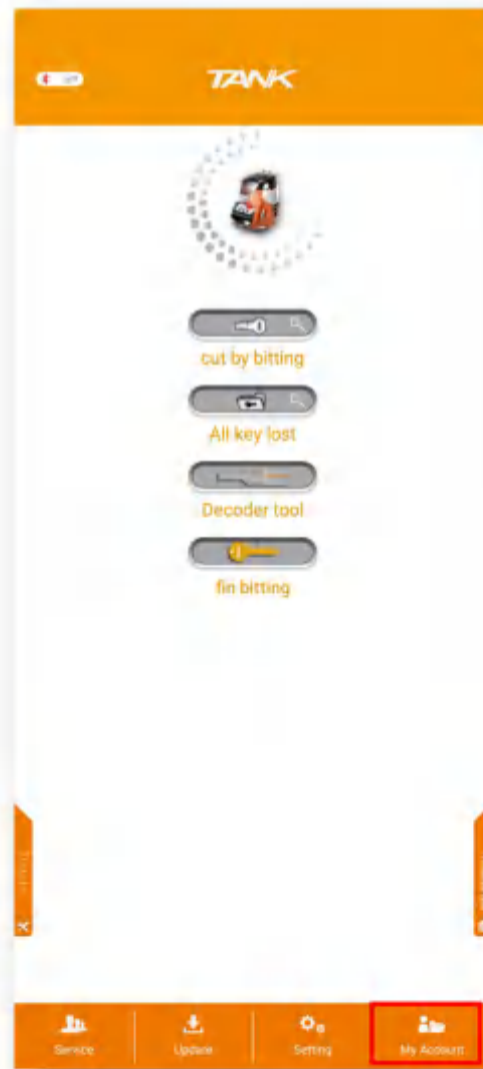 TANK
cut by bitting
All key lost
Decoder tool
fin bitting
Service
Update
Setting
My Account